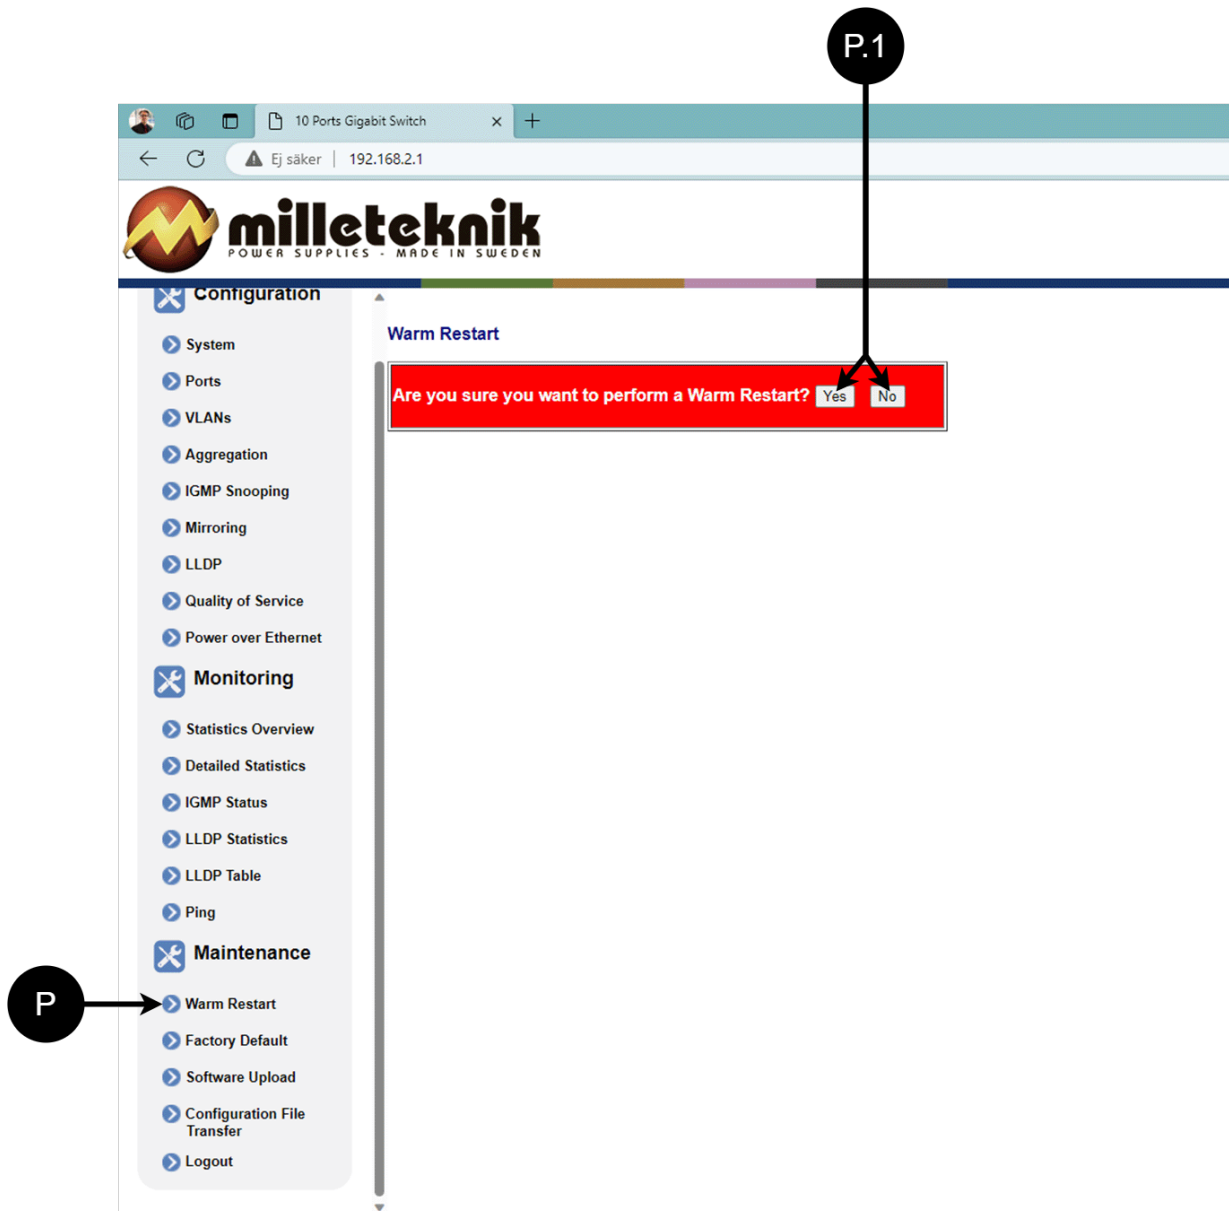 P.1
10 Ports Gigabit Switch
Ej säker | 192.168.2.1
milleteknik
POWER SUPPLIES - MADE IN SWEDEN
Configuration
System
Ports
VLANs
Aggregation
IGMP Snooping
Mirroring
LLDP
Quality of Service
Power over Ethernet
Monitoring
Statistics Overview
Detailed Statistics
IGMP Status
LLDP Statistics
LLDP Table
Ping
Maintenance
P
Warm Restart
Factory Default
Software Upload
Configuration File
Transfer
Logout
Warm Restart
Are you sure you want to perform a Warm Restart? Yes No